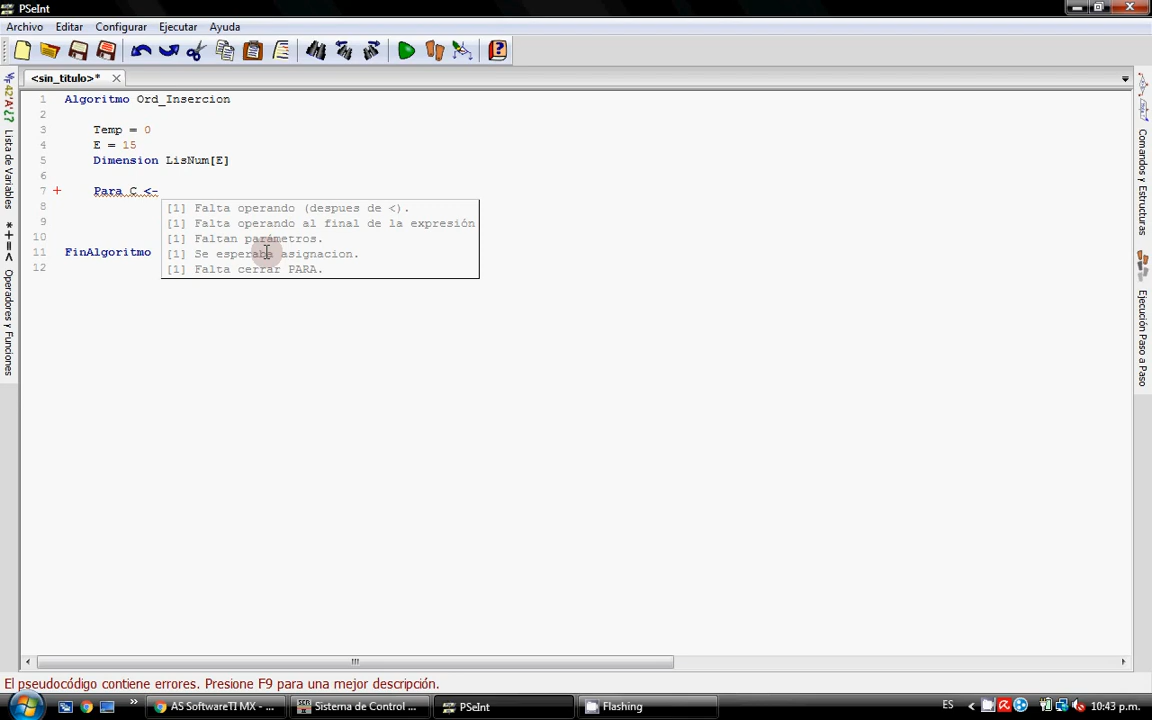 PSeInt
Archivo Editar Configurar Ejecutar Ayuda
<sin_titulo>*
1 Algoritmo Ord_Insercion
2
3 Temp = 0
4 E = 15
5 Dimension LisNum[E]
6
7 Para C <-
8 [1] Falta operando (despues de <).
9 [1] Falta operando al final de la expresión
10 [1] Faltan parámetros.
11 FinAlgoritmo [1] Se esperaba asignacion.
12 [1] Falta cerrar PARA.
42 'A' ¿?
Lista de Variables
* + = <
Operadores y Funciones
Comandos y Estructuras
Ejecución Paso a Paso
El pseudocódigo contiene errores. Presione F9 para una mejor descripción.
AS SoftwareTI MX - ... Sistema de Control ... PSeInt Flashing ES 10:43 p.m.